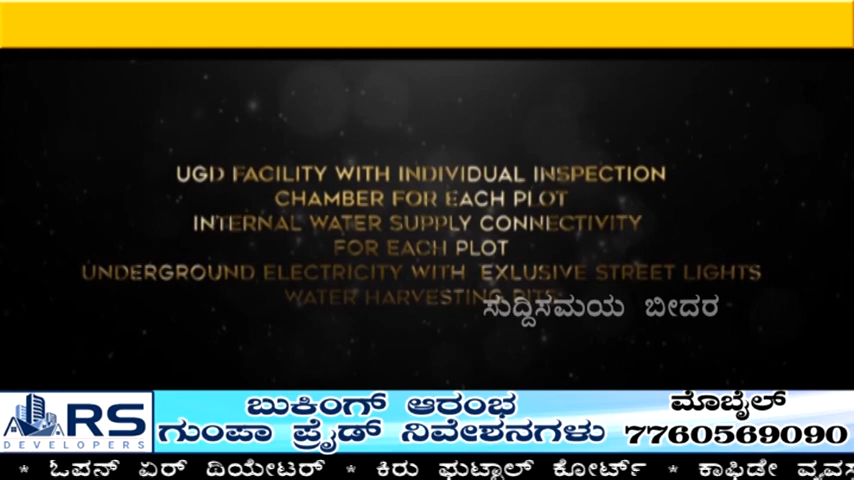 UGD FACILITY WITH INDIVIDUAL INSPECTION
CHAMBER FOR EACH PLOT
INTERNAL WATER SUPPLY CONNECTIVITY
FOR EACH PLOT
UNDERGROUND ELECTRICITY WITH EXLUSIVE STREET LIGHTS
WATER HARVESTING PITS
ಸುದ್ದಿಸಮಯ ಬೀದರ
RS
DEVELOPERS
ಬುಕಿಂಗ್ ಆರಂಭ
ಗುಂಪಾ ಪ್ರೈಡ್ ನಿವೇಶನಗಳು
ಮೊಬೈಲ್
7760569090
* ಓಪನ್ ಏರ್ ದಿಯೇಟರ್ * ಕಿರು ಫುಟ್ಬಾಲ್ ಕೋರ್ಟ್ * ಕಾಫಿಡೇ